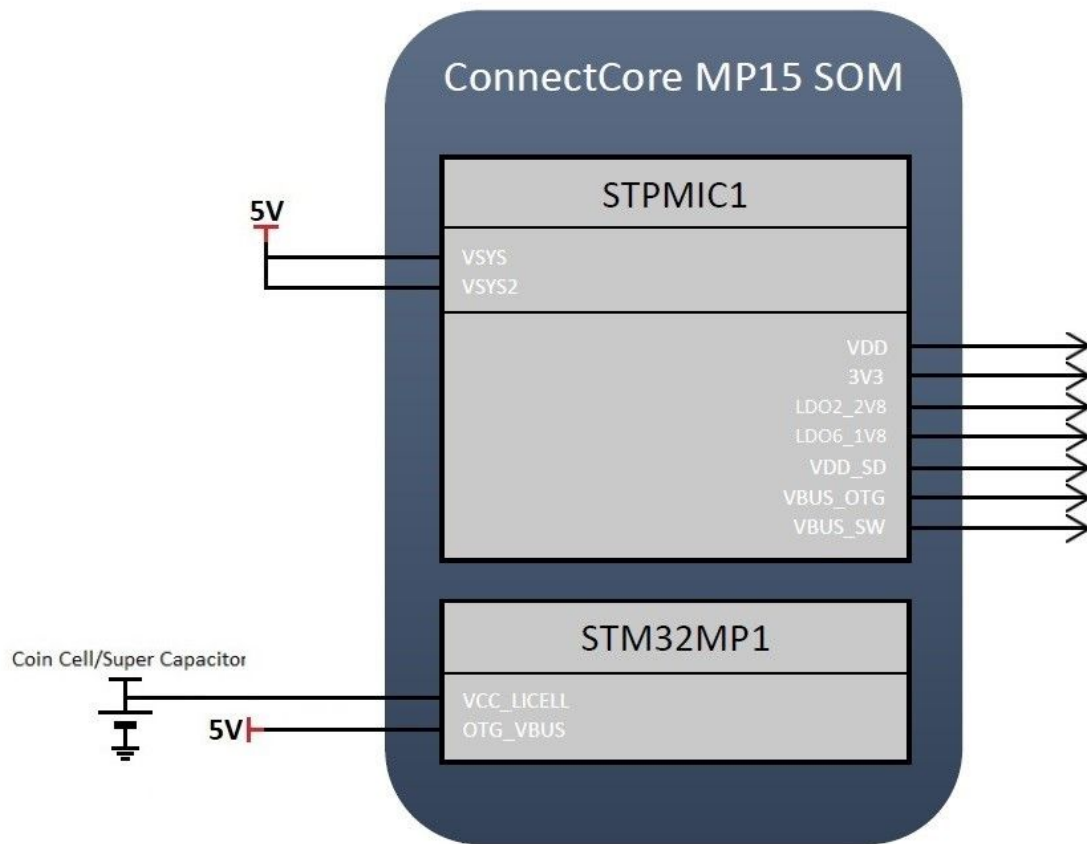 ConnectCore MP15 SOM
STPMIC1
5V
VSYS
VSYS2
VDD
3V3
LDO2_2V8
LDO6_1V8
VDD_SD
VBUS_OTG
VBUS_SW
STM32MP1
Coin Cell/Super Capacitor
VCC_LICELL
5V
OTG_VBUS